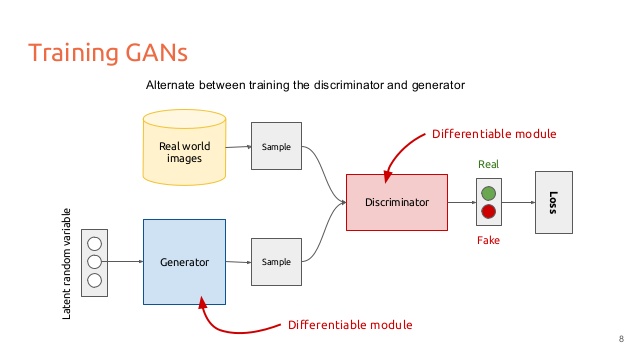 Training GANs
Alternate between training the discriminator and generator
Differentiable module
Real world
images
Sample
Real
Discriminator
Loss
Fake
Latent random variable
Generator
Sample
Differentiable module
8